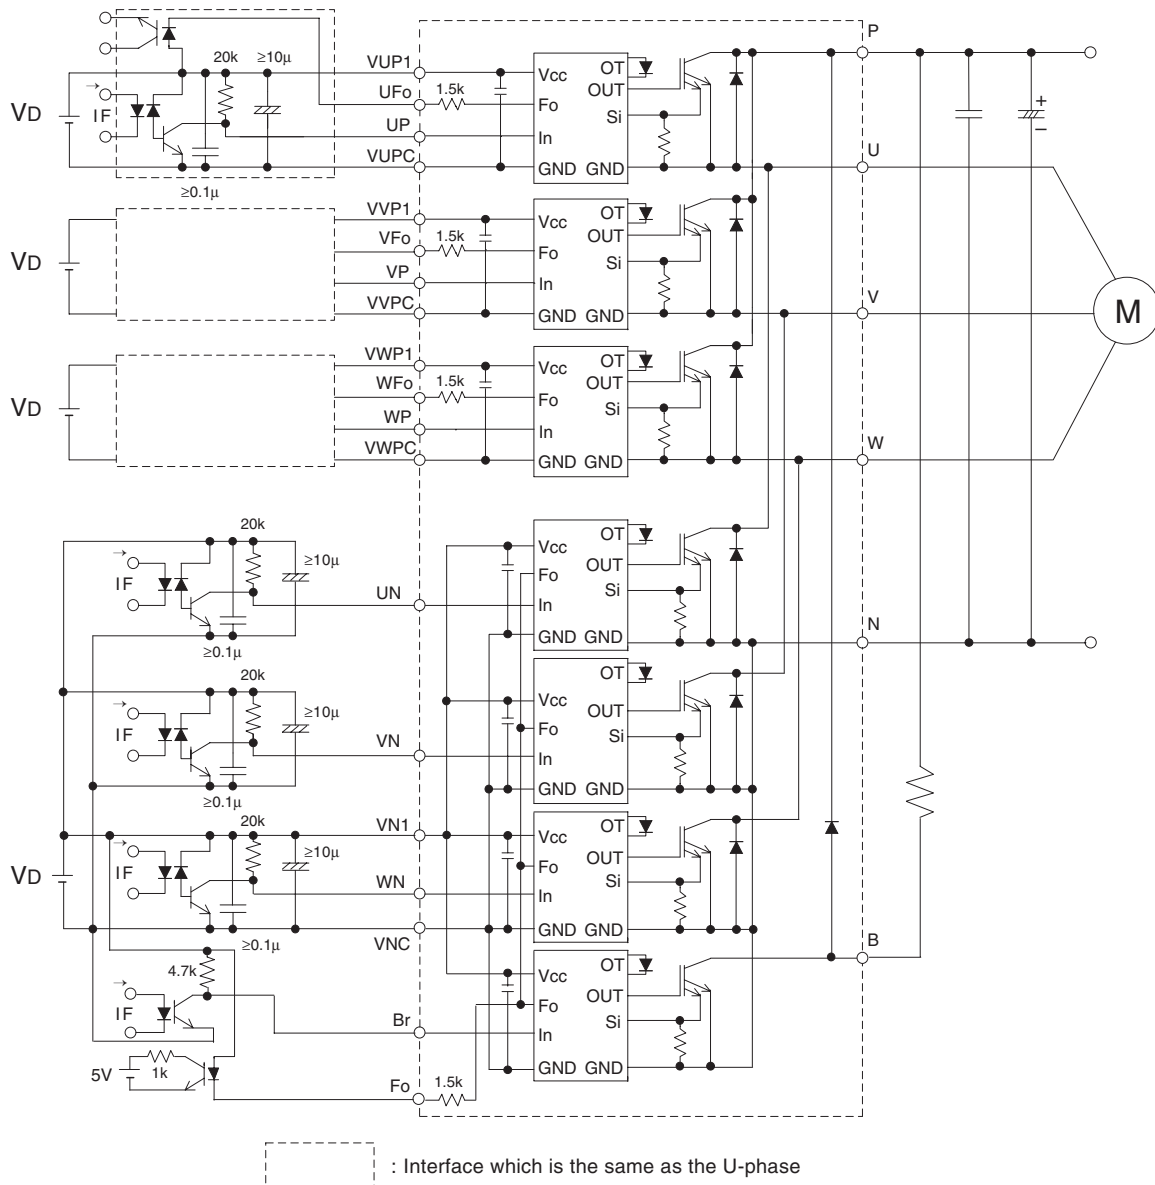 P
20k
≥10μ
VUP1
Vcc
OT
OUT
Si
UFo
1.5k
Fo
VD
→
IF
UP
In
VUPC
GND GND
U
≥0.1μ
VVP1
Vcc
OT
OUT
Si
VFo
1.5k
Fo
VD
VP
In
VVPC
GND GND
V
M
VWP1
Vcc
OT
OUT
Si
WFo
1.5k
Fo
VD
WP
In
VWPC
GND GND
W
+
–
20k
→
IF
≥10μ
Vcc
OT
OUT
Si
Fo
UN
In
GND GND
N
≥0.1μ
20k
→
IF
≥10μ
Vcc
OT
OUT
Si
Fo
VN
In
GND GND
≥0.1μ
20k
VN1
Vcc
OT
OUT
Si
→
IF
≥10μ
Fo
VD
WN
In
VNC
GND GND
≥0.1μ
B
4.7k
Vcc
OT
OUT
Si
→
IF
Fo
Br
In
GND GND
5V
1k
Fo
1.5k
: Interface which is the same as the U-phase